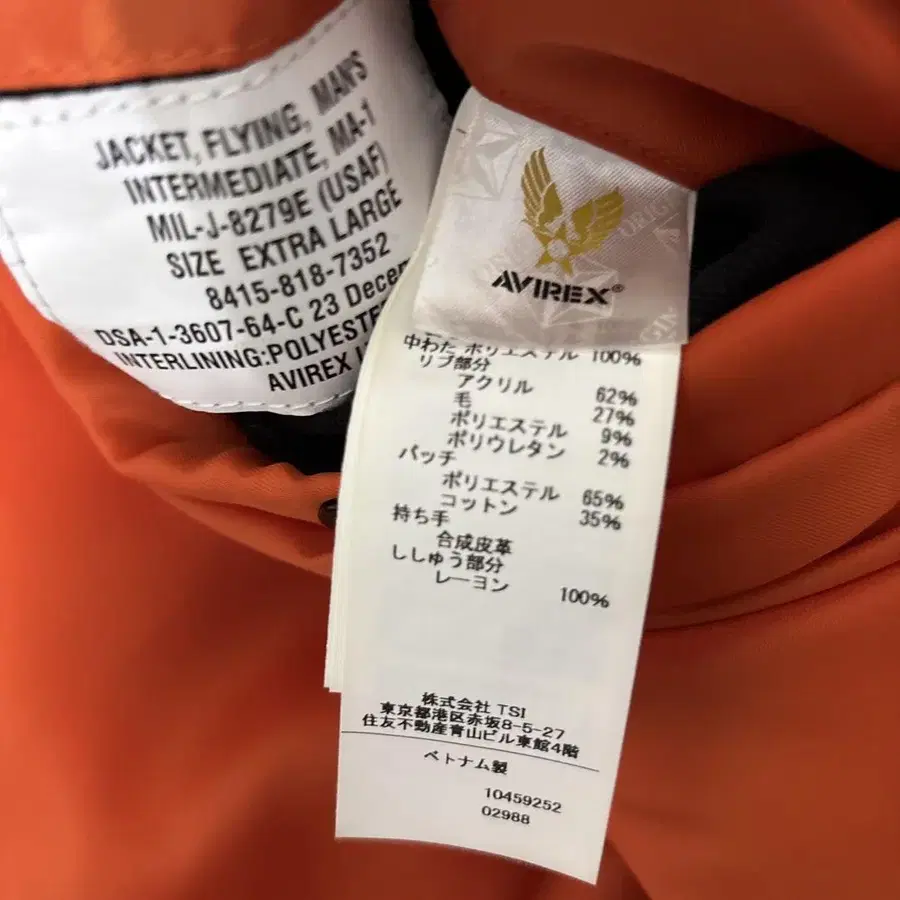 JACKET, FLYING, MAN'S
INTERMEDIATE, MA-1
MIL-J-8279E (USAF)
SIZE EXTRA LARGE
8415-818-7352
DSA-1-3607-64-C 23
INTERLINING:POLYESTE
AVIREX
AVIREX
中わた ポリエステル 100%
リブ部分
アクリル 62%
毛 27%
ポリエステル 9%
ポリウレタン 2%
パッチ
ポリエステル 65%
コットン 35%
持ち手
合成皮革
ししゅう部分
レーヨン 100%
株式会社 TSI
東京都港区赤坂8-5-27
住友不動産青山ビル東館4階
ベトナム製
10459252
02988